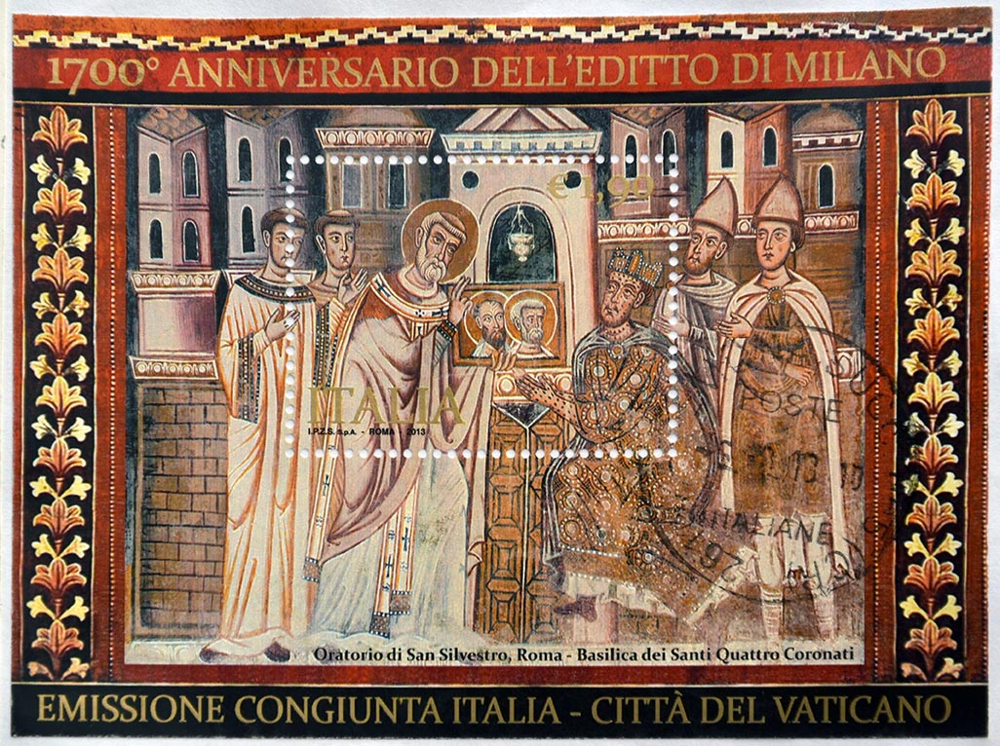 1700° ANNIVERSARIO DELL'EDITTO DI MILANO
€ 1,90
ITALIA
I.P.Z.S. S.p.A. - ROMA - 2013
POSTE
ITALIANE
Oratorio di San Silvestro, Roma - Basilica dei Santi Quattro Coronati
EMISSIONE CONGIUNTA ITALIA - CITTÀ DEL VATICANO